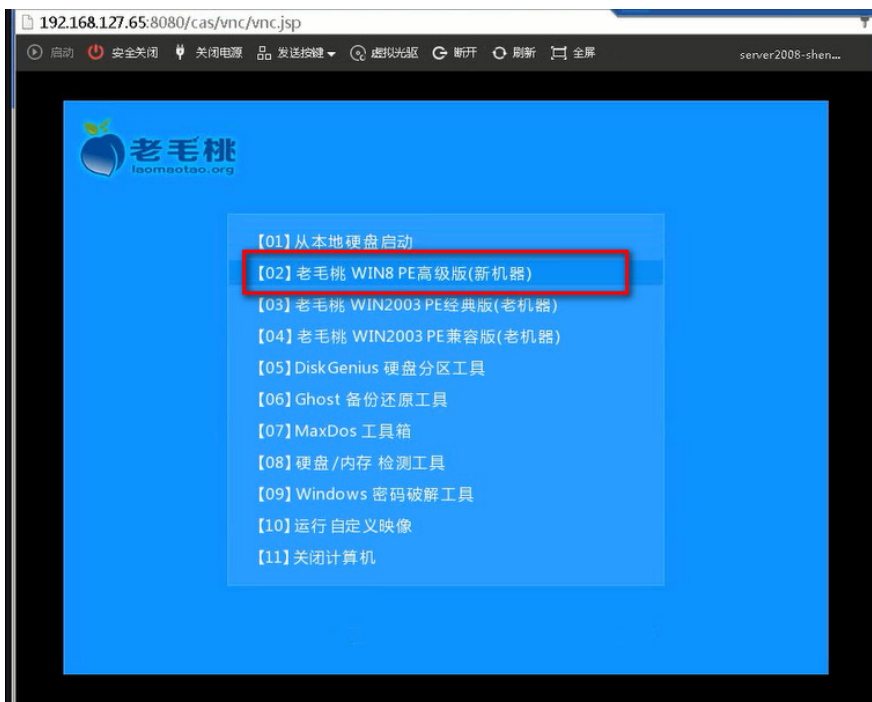 192.168.127.65:8080/cas/vnc/vnc.jsp
启动 安全关闭 关闭电源 发送按键 虚拟光驱 断开 刷新 全屏 server2008-shen...
老毛桃
laomaotao.org
【01】从本地硬盘启动
【02】老毛桃 WIN8 PE高级版(新机器)
【03】老毛桃 WIN2003 PE经典版(老机器)
【04】老毛桃 WIN2003 PE兼容版(老机器)
【05】DiskGenius 硬盘分区工具
【06】Ghost 备份还原工具
【07】MaxDos 工具箱
【08】硬盘/内存 检测工具
【09】Windows 密码破解工具
【10】运行自定义映像
【11】关闭计算机